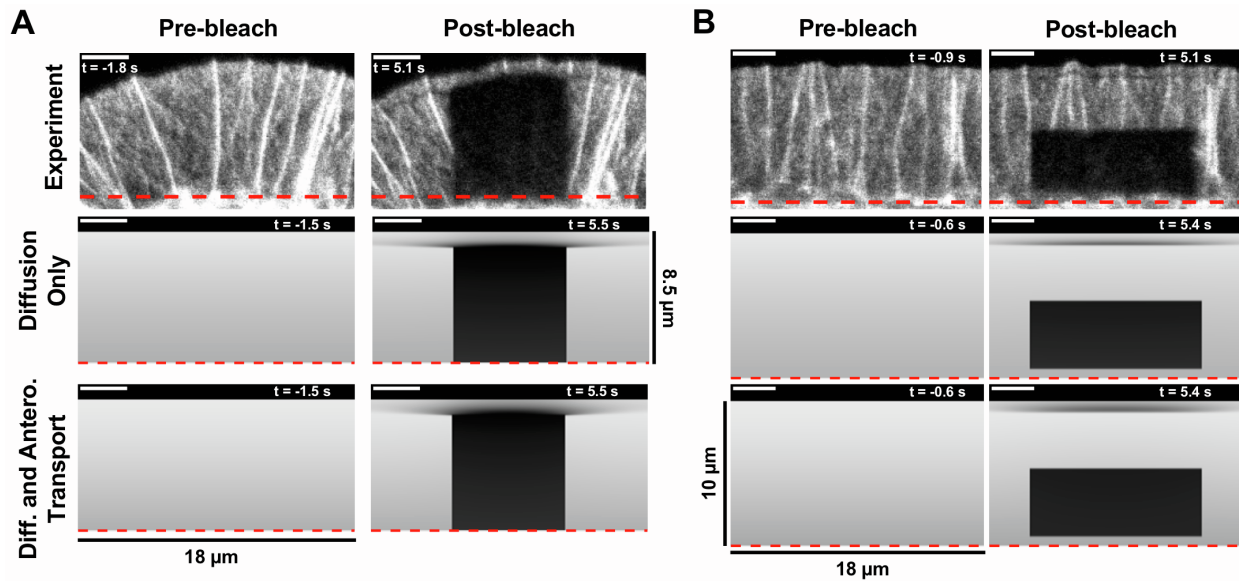 A
Pre-bleach
Post-bleach
B
Pre-bleach
Post-bleach
Experiment
t = -1.8 s
t = 5.1 s
t = -0.9 s
t = 5.1 s
Diffusion
Only
t = -1.5 s
t = 5.5 s
8.5 µm
t = -0.6 s
t = 5.4 s
Diff. and Antero.
Transport
t = -1.5 s
t = 5.5 s
18 µm
10 µm
t = -0.6 s
t = 5.4 s
18 µm